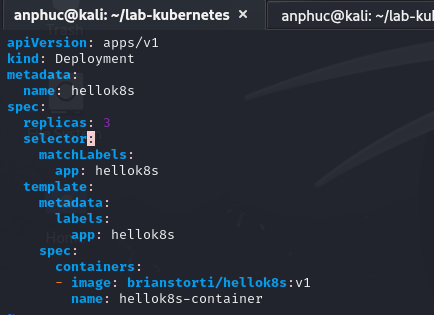 anphuc@kali: ~/lab-kubernetes × anphuc@kali: ~/lab-ku
apiVersion: apps/v1
kind: Deployment
metadata:
  name: hellok8s
spec:
  replicas: 3
  selector:
    matchLabels:
      app: hellok8s
  template:
    metadata:
      labels:
        app: hellok8s
    spec:
      containers:
      - image: brianstorti/hellok8s:v1
        name: hellok8s-container